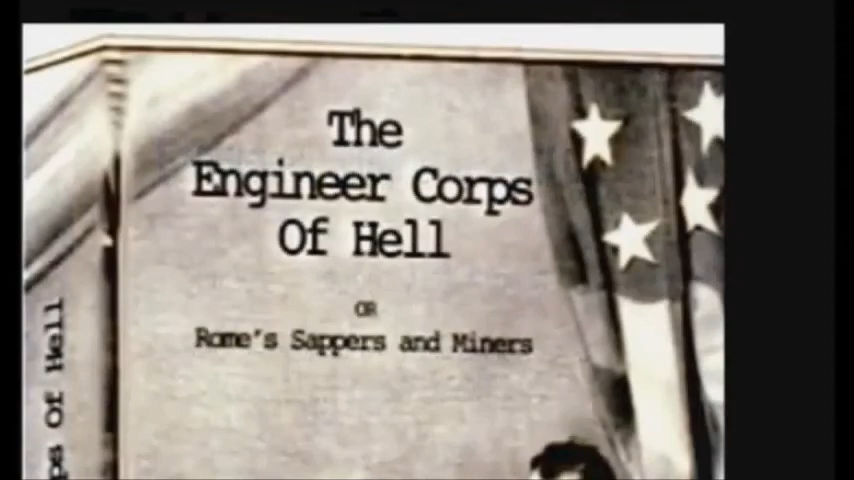 The
Engineer Corps
Of Hell
OR
Rome's Sappers and Miners
ps Of Hell